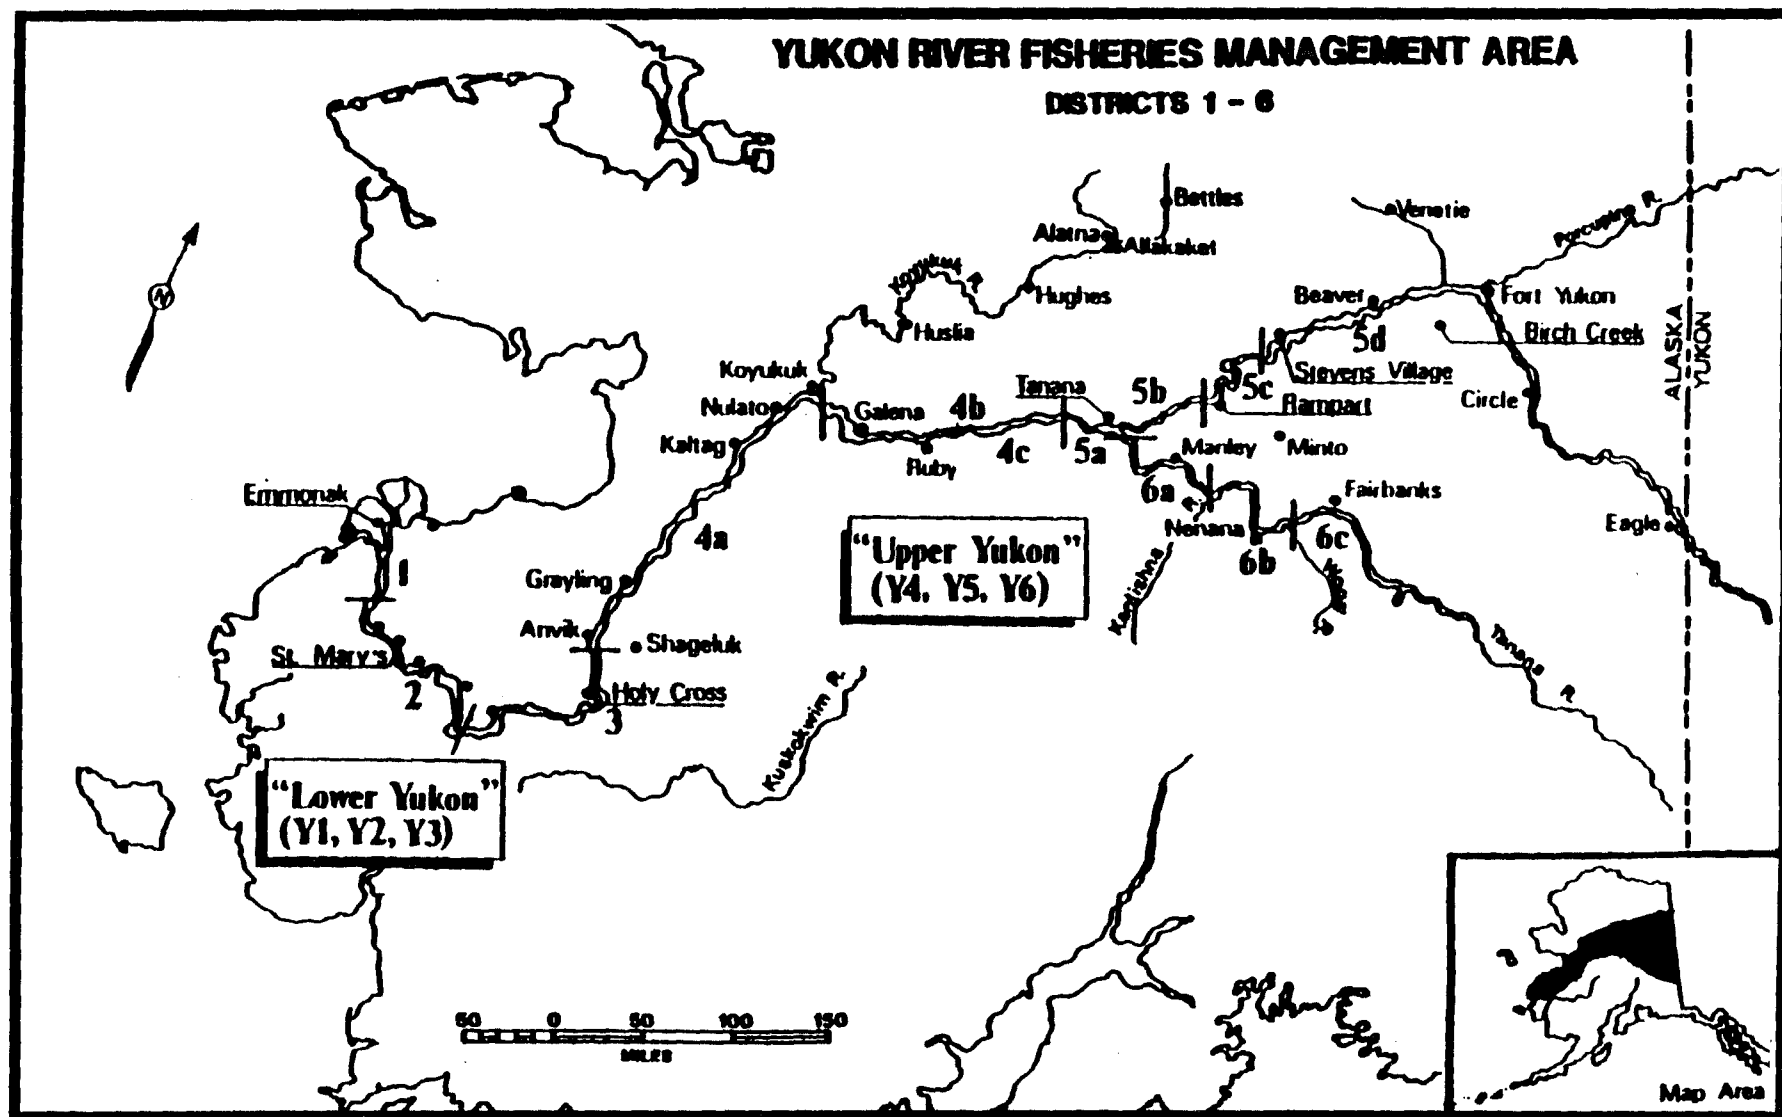 YUKON RIVER FISHERIES MANAGEMENT AREA
DISTRICTS 1 - 6
Bettles
Venetie
Porcupine R.
Alatna
Allakaket
Koyukuk R.
Hughes
Huslia
Beaver
Fort Yukon
5d
Birch Creek
ALASKA
YUKON
Stevens Village
5c
Rampart
Circle
Koyukuk
Nulato
Kaltag
Galena
4b
Ruby
4c
Tanana
5b
5a
Manley
Minto
6a
Nenana
6b
6c
Fairbanks
Eagle
Emmonak
1
4a
Grayling
Anvik
Shageluk
St. Mary's
2
Holy Cross
3
"Upper Yukon"
(Y4, Y5, Y6)
Kantishna
R.
Tanana R.
Kuskokwim R.
"Lower Yukon"
(Y1, Y2, Y3)
N
50 0 50 100 150
MILES
Map Area